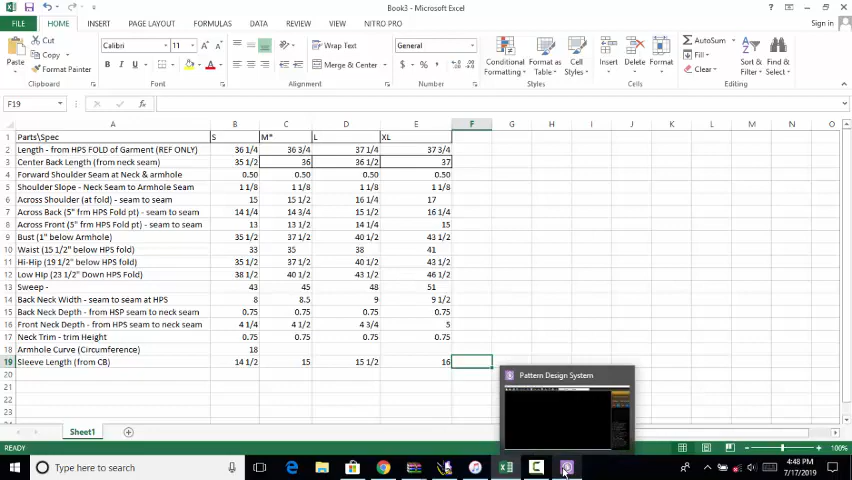 Book3 - Microsoft Excel
Sign in
FILE HOME INSERT PAGE LAYOUT FORMULAS DATA REVIEW VIEW NITRO PRO
Cut
Copy
Format Painter
Paste
Clipboard
Calibri 11
B I U
Font
Wrap Text
Merge & Center
Alignment
General
$ % ,
Number
Conditional Formatting
Format as Table
Cell Styles
Styles
Insert Delete Format
Cells
AutoSum
Fill
Clear
Sort & Filter
Find & Select
Editing
F19
fx
A B C D E F G H I J K L M N O
1 Parts\Spec S M* L XL
2 Length - from HPS FOLD of Garment (REF ONLY) 36 1/4 36 3/4 37 1/4 37 3/4
3 Center Back Length (from neck seam) 35 1/2 36 36 1/2 37
4 Forward Shoulder Seam at Neck & armhole 0.50 0.50 0.50 0.50
5 Shoulder Slope - Neck Seam to Armhole Seam 1 1/8 1 1/8 1 1/8 1 1/8
6 Across Shoulder (at fold) - seam to seam 15 15 1/2 16 1/4 17
7 Across Back (5" frm HPS Fold pt) - seam to seam 14 1/4 14 3/4 15 1/2 16 1/4
8 Across Front (5" frm HPS Fold pt) - seam to seam 13 13 1/2 14 1/4 15
9 Bust (1" below Armhole) 35 1/2 37 1/2 40 1/2 43 1/2
10 Waist (15 1/2" below HPS fold) 33 35 38 41
11 Hi-Hip (19 1/2" below HPS fold) 35 1/2 37 1/2 40 1/2 43 1/2
12 Low Hip (23 1/2" Down HPS Fold) 38 1/2 40 1/2 43 1/2 46 1/2
13 Sweep - 43 45 48 51
14 Back Neck Width - seam to seam at HPS 8 8.5 9 9 1/2
15 Back Neck Depth - from HSP seam to neck seam 0.75 0.75 0.75 0.75
16 Front Neck Depth - from HPS seam to neck seam 4 1/4 4 1/2 4 3/4 5
17 Neck Trim - trim Height 0.75 0.75 0.75 0.75
18 Armhole Curve (Circumference) 18
19 Sleeve Length (from CB) 14 1/2 15 15 1/2 16
20
21
22
23
Pattern Design System
Sheet1
READY
100%
Type here to search
4:48 PM
7/17/2019